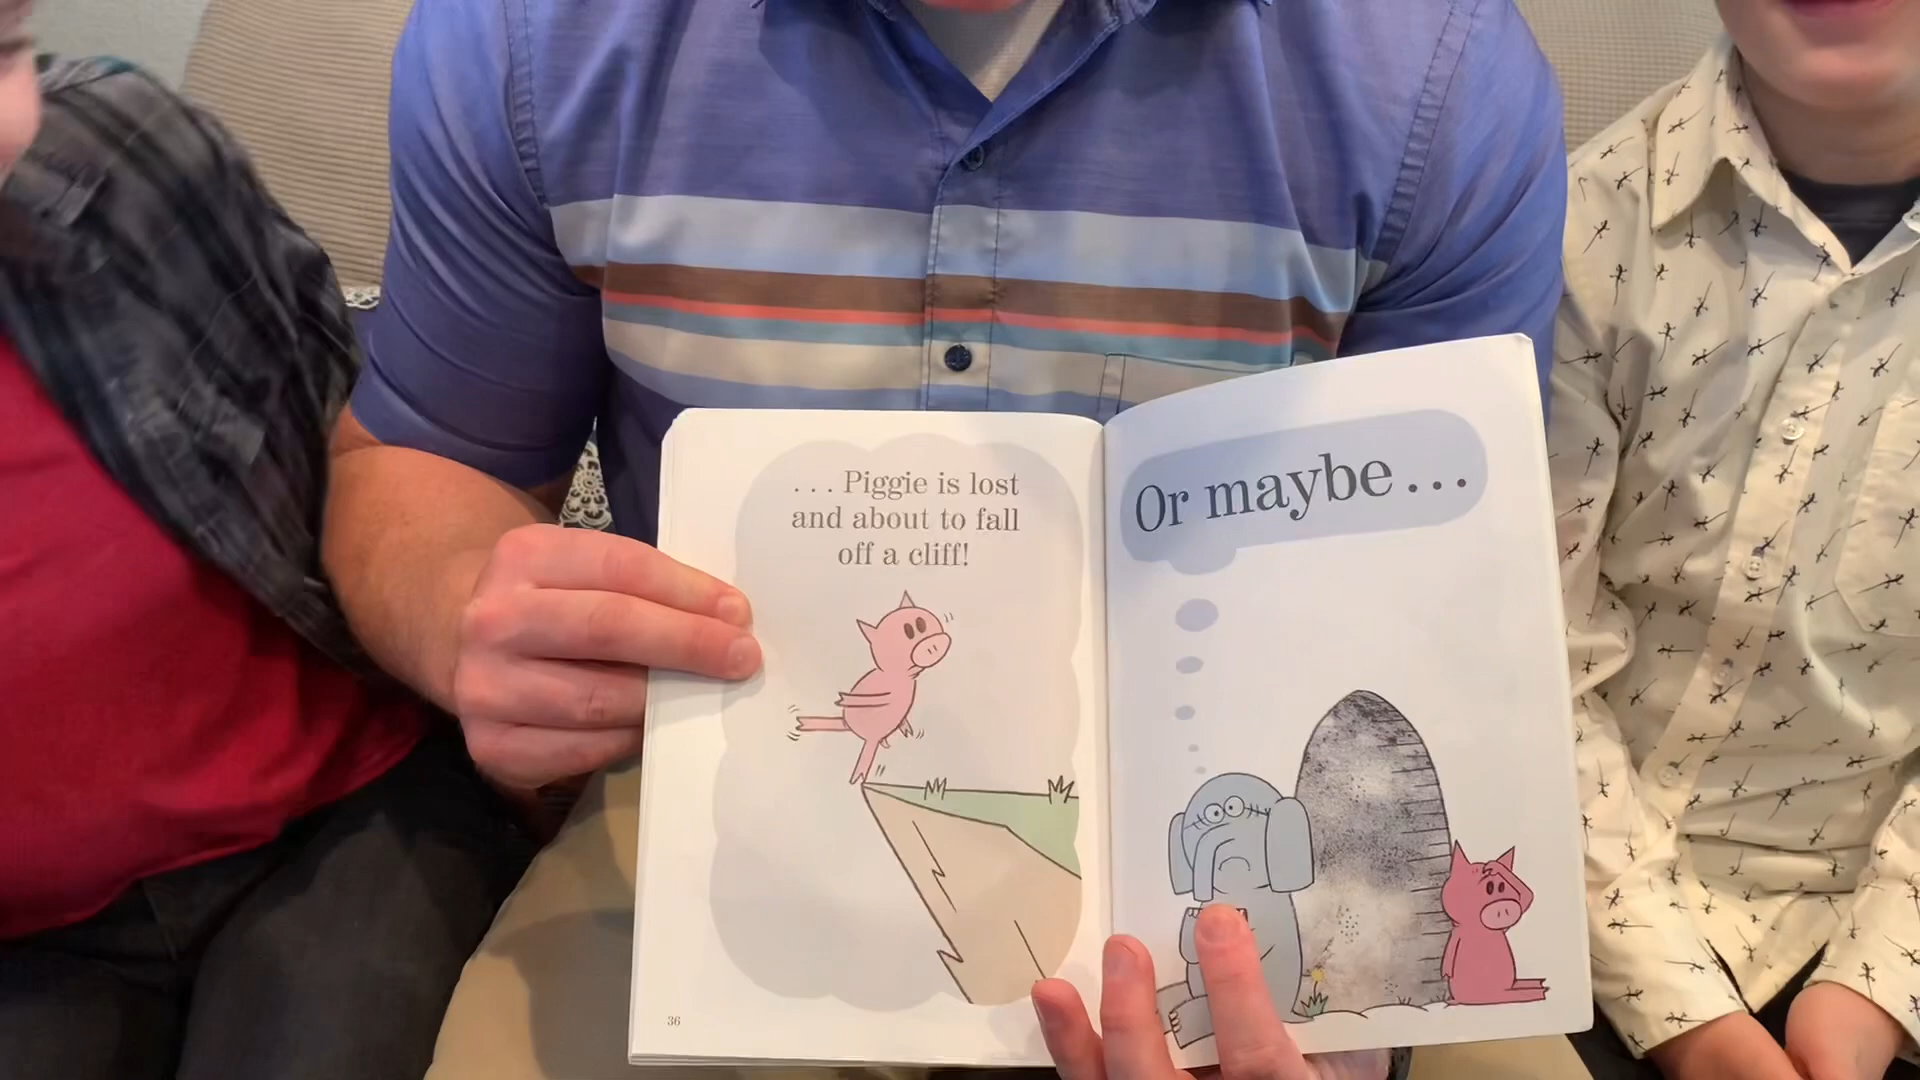 ... Piggie is lost
and about to fall
off a cliff!
36
Or maybe...